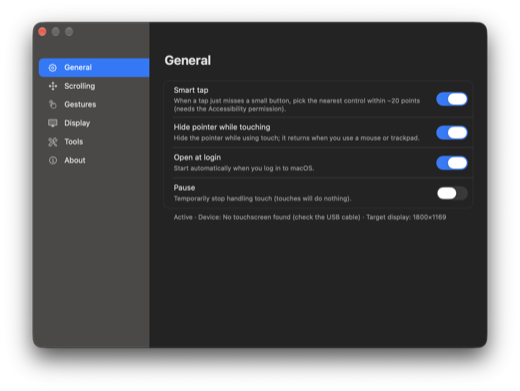 General
Scrolling
Gestures
Display
Tools
About
General
Smart tap
When a tap just misses a small button, pick the nearest control within ~20 points
(needs the Accessibility permission).
Hide pointer while touching
Hide the pointer while using touch; it returns when you use a mouse or trackpad.
Open at login
Start automatically when you log in to macOS.
Pause
Temporarily stop handling touch (touches will do nothing).
Active · Device: No touchscreen found (check the USB cable) · Target display: 1800×1169